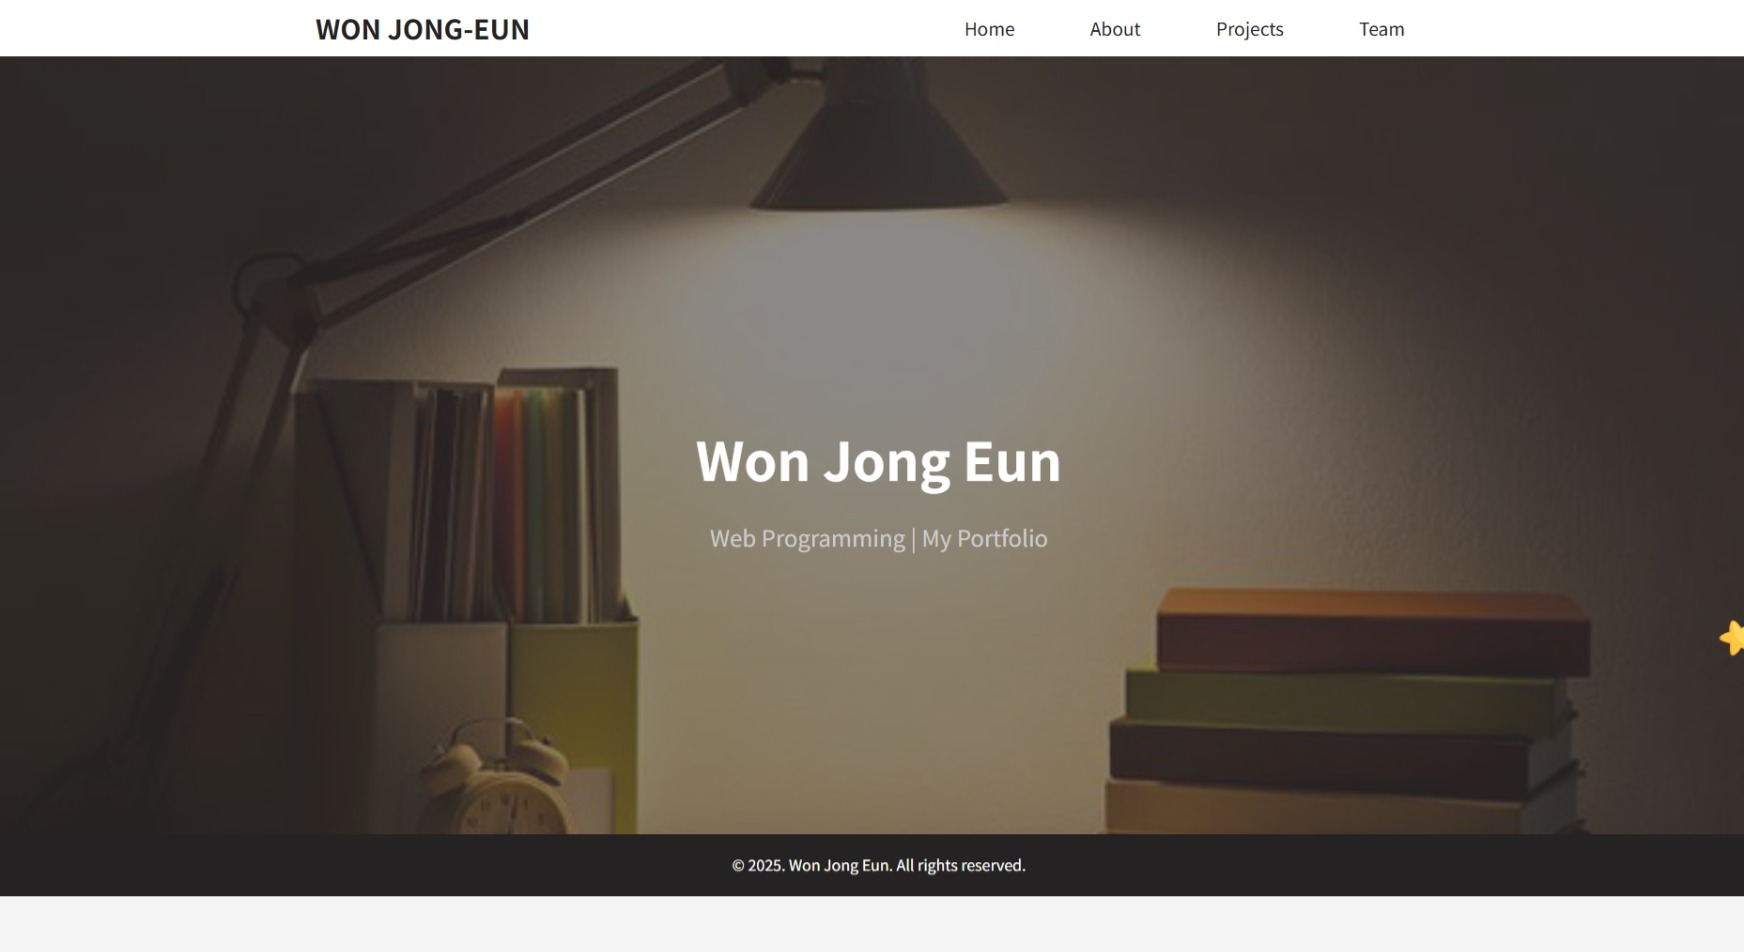 WON JONG-EUN
Home About Projects Team
Won Jong Eun
Web Programming | My Portfolio
© 2025. Won Jong Eun. All rights reserved.